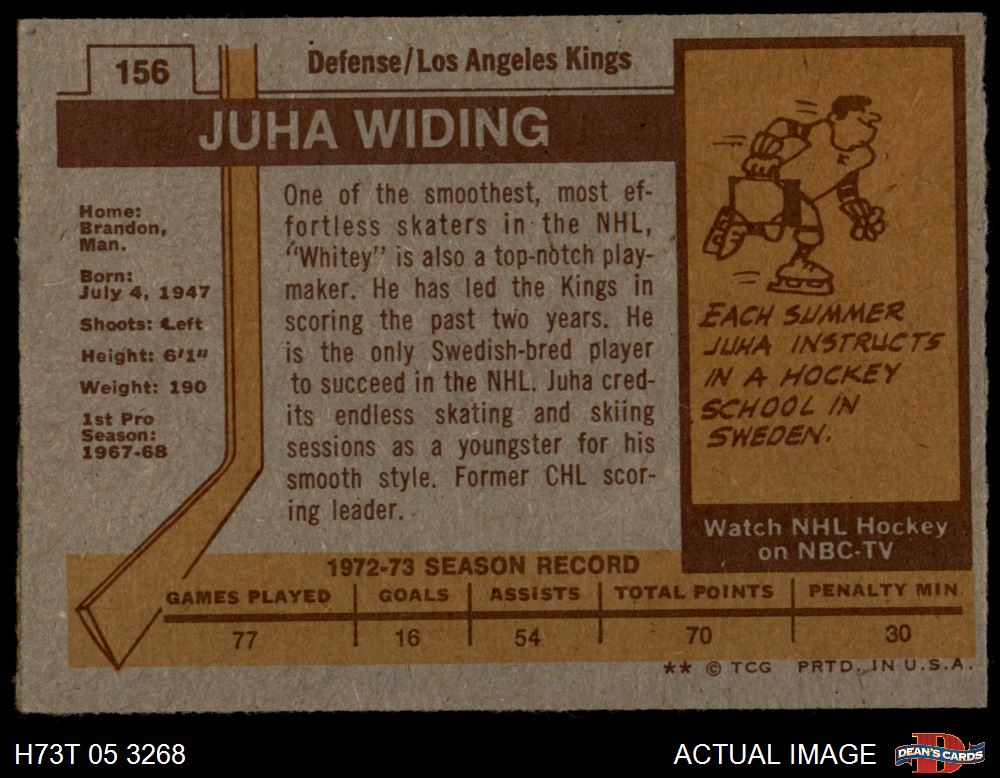 156
Defense/Los Angeles Kings
JUHA WIDING
Home:
Brandon,
Man.
Born:
July 4, 1947
Shoots: Left
Height: 6'1"
Weight: 190
1st Pro
Season:
1967-68
One of the smoothest, most ef-
fortless skaters in the NHL,
"Whitey" is also a top-notch play-
maker. He has led the Kings in
scoring the past two years. He
is the only Swedish-bred player
to succeed in the NHL. Juha cred-
its endless skating and skiing
sessions as a youngster for his
smooth style. Former CHL scor-
ing leader.
EACH SUMMER
JUHA INSTRUCTS
IN A HOCKEY
SCHOOL IN
SWEDEN.
Watch NHL Hockey
on NBC-TV
1972-73 SEASON RECORD
GAMES PLAYED GOALS ASSISTS TOTAL POINTS PENALTY MIN.
77 16 54 70 30
** © TCG PRTD. IN U.S.A.
H73T 05 3268
ACTUAL IMAGE
DEAN'S CARDS